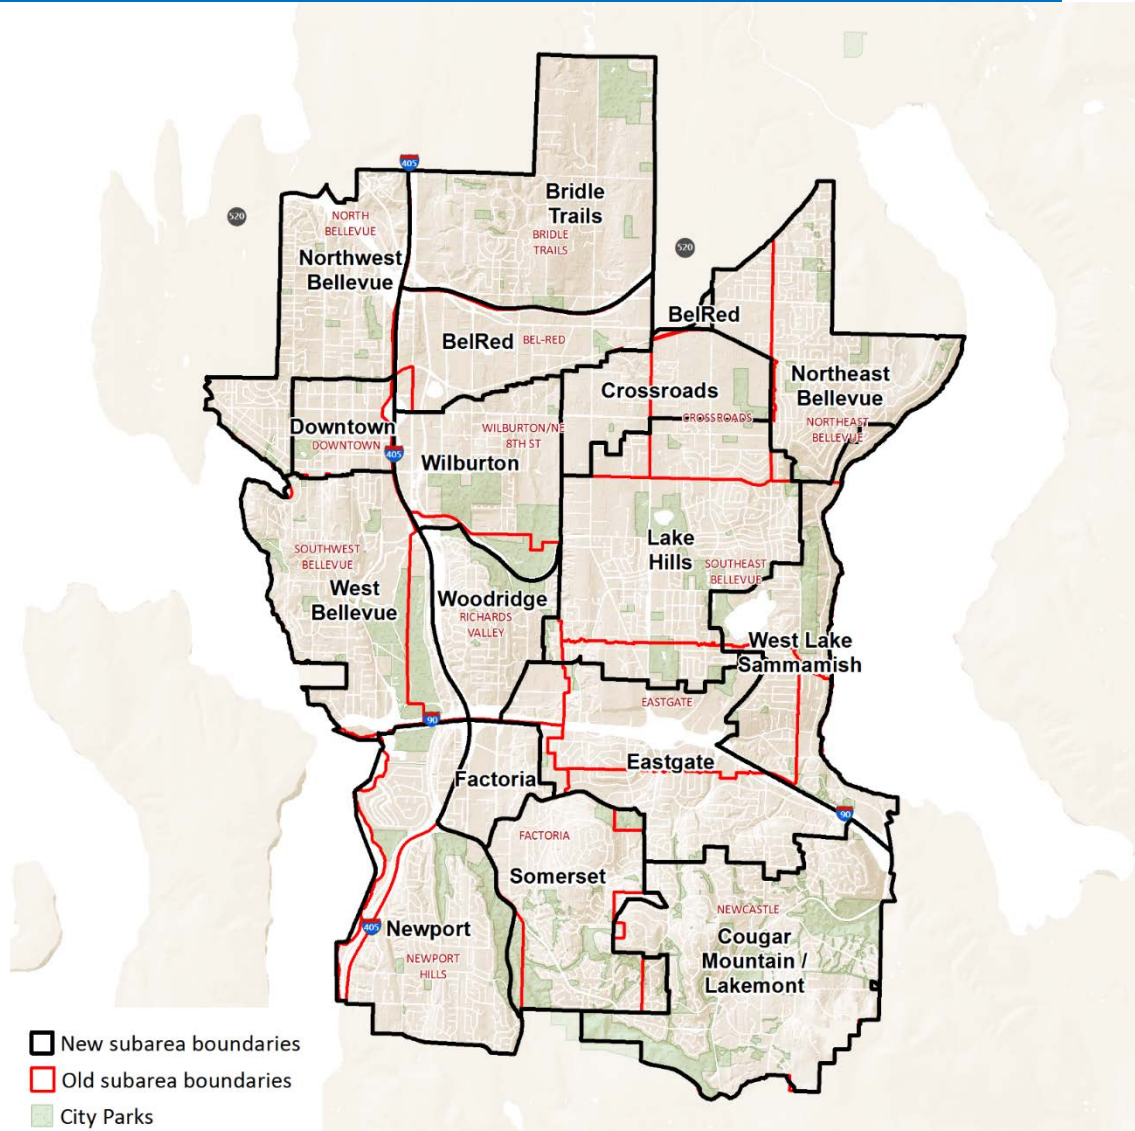 405
Bridle
Trails
520
NORTH
BELLEVUE
BRIDLE
TRAILS
520
Northwest
Bellevue
BelRed
BelRed
BEL-RED
Northeast
Bellevue
Crossroads
CROSSROADS
Downtown
DOWNTOWN
WILBURTON/NE
8TH ST
NORTHEAST
BELLEVUE
405
Wilburton
Lake
Hills
SOUTHWEST
BELLEVUE
SOUTHEAST
BELLEVUE
West
Bellevue
Woodridge
RICHARDS
VALLEY
West Lake
Sammamish
EASTGATE
90
Eastgate
Factoria
90
FACTORIA
Somerset
NEWCASTLE
405
Newport
Cougar
Mountain /
Lakemont
NEWPORT
HILLS
New subarea boundaries
Old subarea boundaries
City Parks